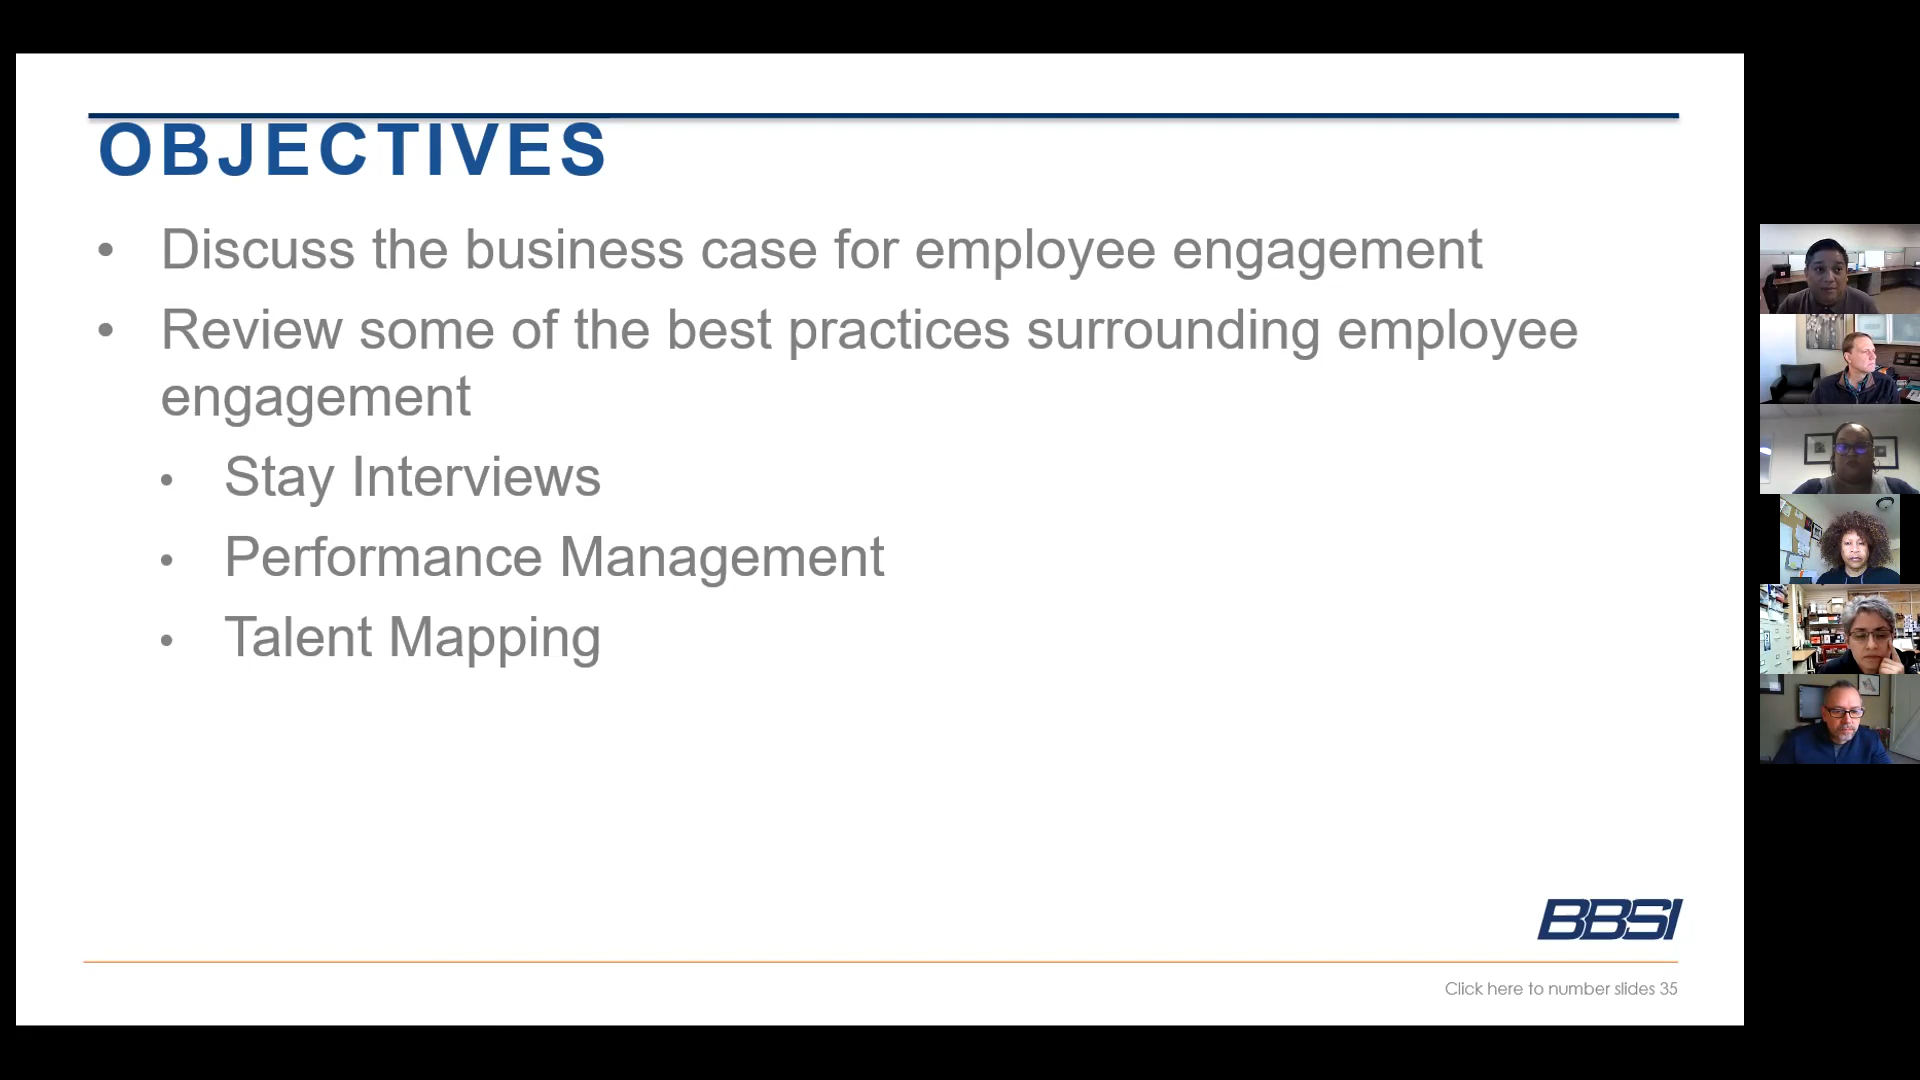 OBJECTIVES
• Discuss the business case for employee engagement
• Review some of the best practices surrounding employee
engagement
• Stay Interviews
• Performance Management
• Talent Mapping
BBSI
Click here to number slides 35